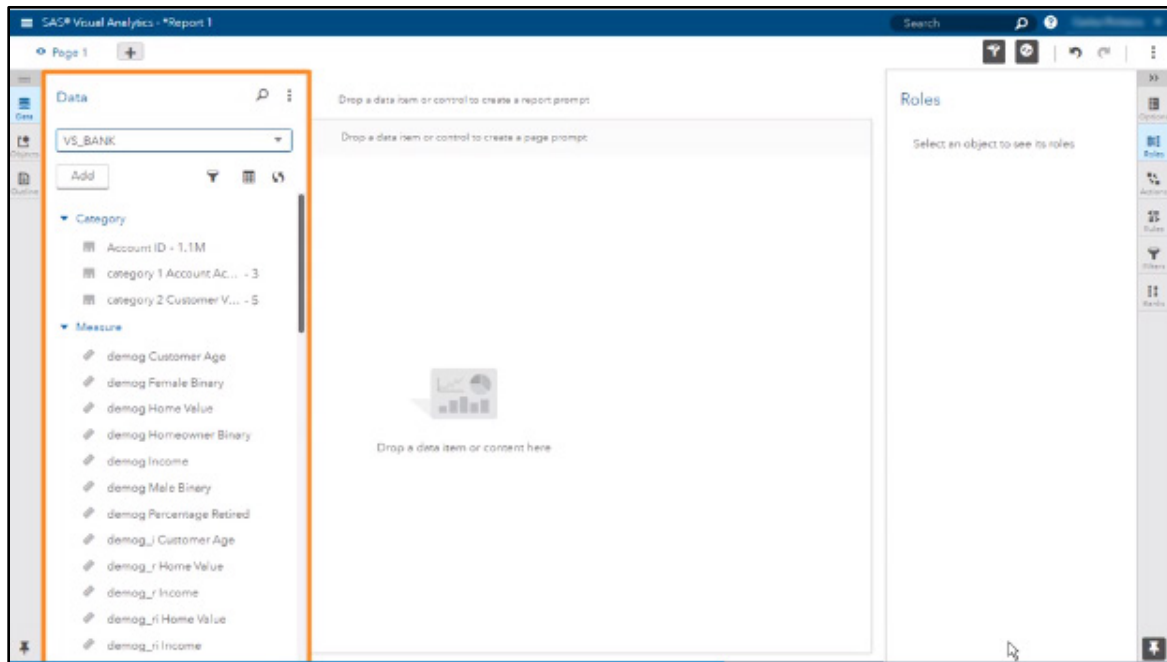 SAS® Visual Analytics - *Report 1
Search
Page 1
Data
Drop a data item or control to create a report prompt
Roles
VS_BANK
Drop a data item or control to create a page prompt
Select an object to see its roles
Add
Category
Account ID - 1.1M
category 1 Account Ac... - 3
category 2 Customer V... - 5
Measure
demog Customer Age
demog Female Binary
demog Home Value
demog Homeowner Binary
demog Income
demog Male Binary
demog Percentage Retired
demog_i Customer Age
demog_r Home Value
demog_r Income
demog_ri Home Value
demog_ri Income
Drop a data item or content here
Data
Objects
Outline
Options
Roles
Actions
Rules
Filters
Ranks